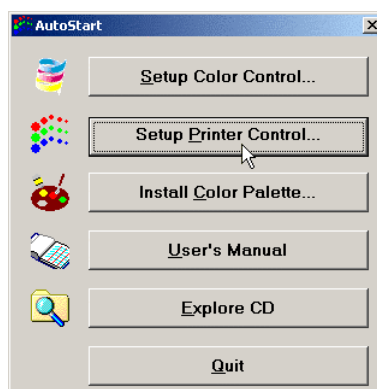 AutoStart
Setup Color Control...
Setup Printer Control...
Install Color Palette...
User's Manual
Explore CD
Quit